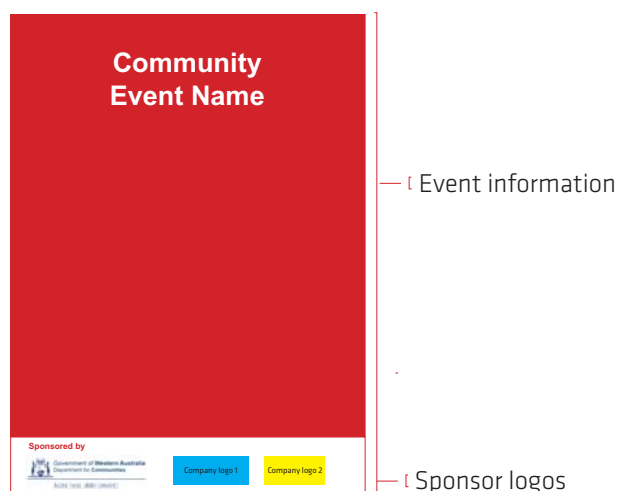 Community
Event Name
Event information
Sponsored by
Government of Western Australia
Department for Communities
Company logo 1
Company logo 2
Sponsor logos